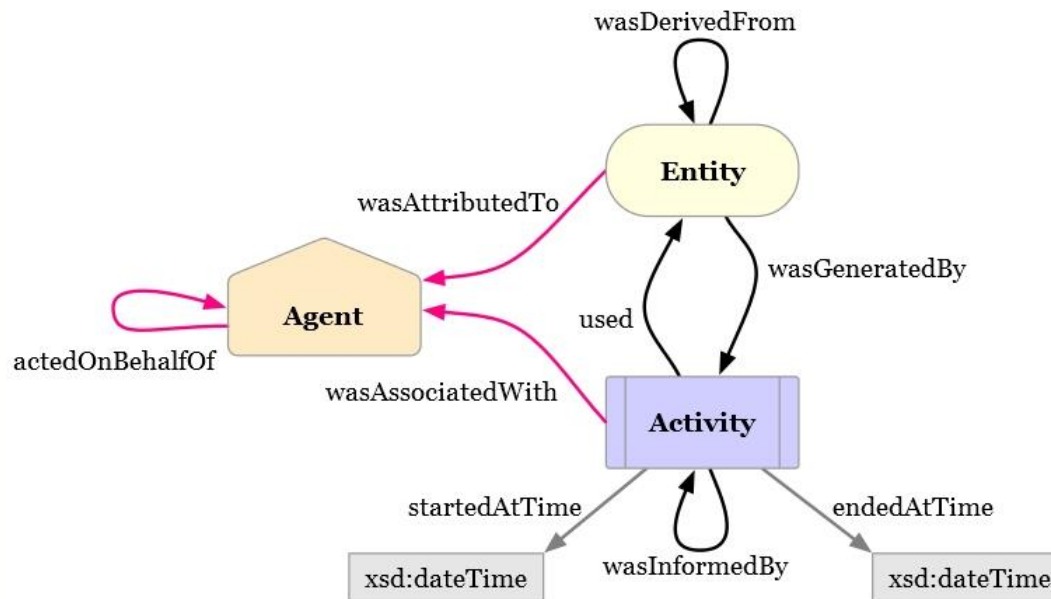 wasDerivedFrom
Entity
wasAttributedTo
wasGeneratedBy
Agent
used
actedOnBehalfOf
wasAssociatedWith
Activity
startedAtTime
endedAtTime
wasInformedBy
xsd:dateTime
xsd:dateTime